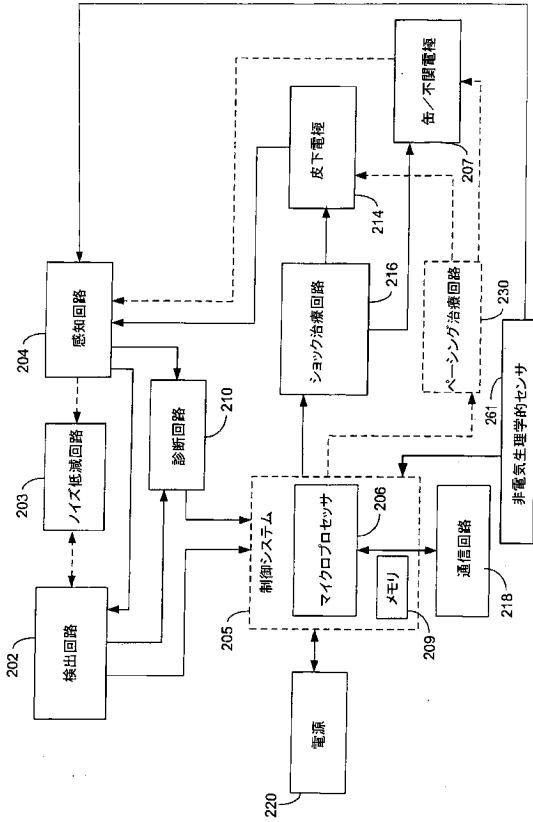 検出回路
202
ノイズ低減回路
203
感知回路
204
診断回路
210
電源
220
制御システム
205
マイクロプロセッサ
206
メモリ
209
通信回路
218
ショック治療回路
216
皮下電極
214
缶／不関電極
207
ペーシング治療回路
230
非電気生理学的センサ
261